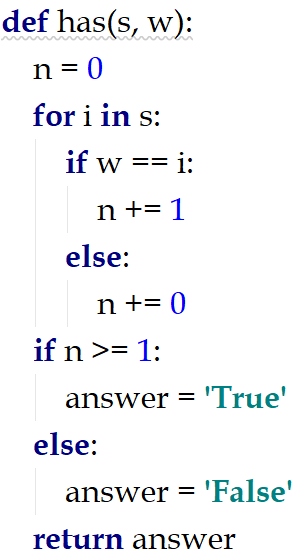 def has(s, w):
    n = 0
    for i in s:
        if w == i:
            n += 1
        else:
            n += 0
    if n >= 1:
        answer = 'True'
    else:
        answer = 'False'
    return answer